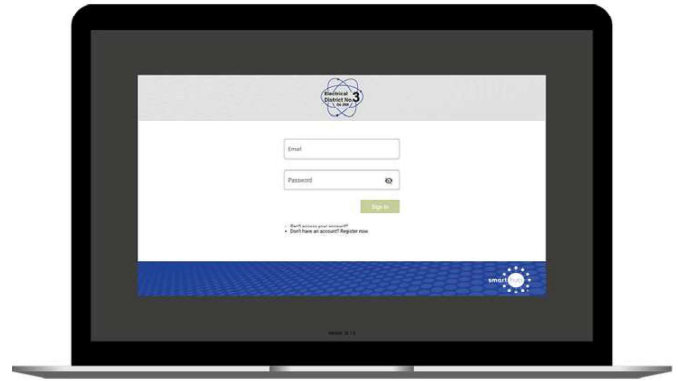 Electrical
3
District No.
Email
Password
Sign In
Don't have an account? Register now
smart